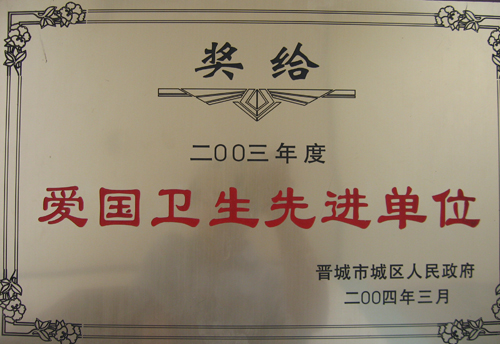 奖给
二00三年度
爱国卫生先进单位
晋城市城区人民政府
二00四年三月